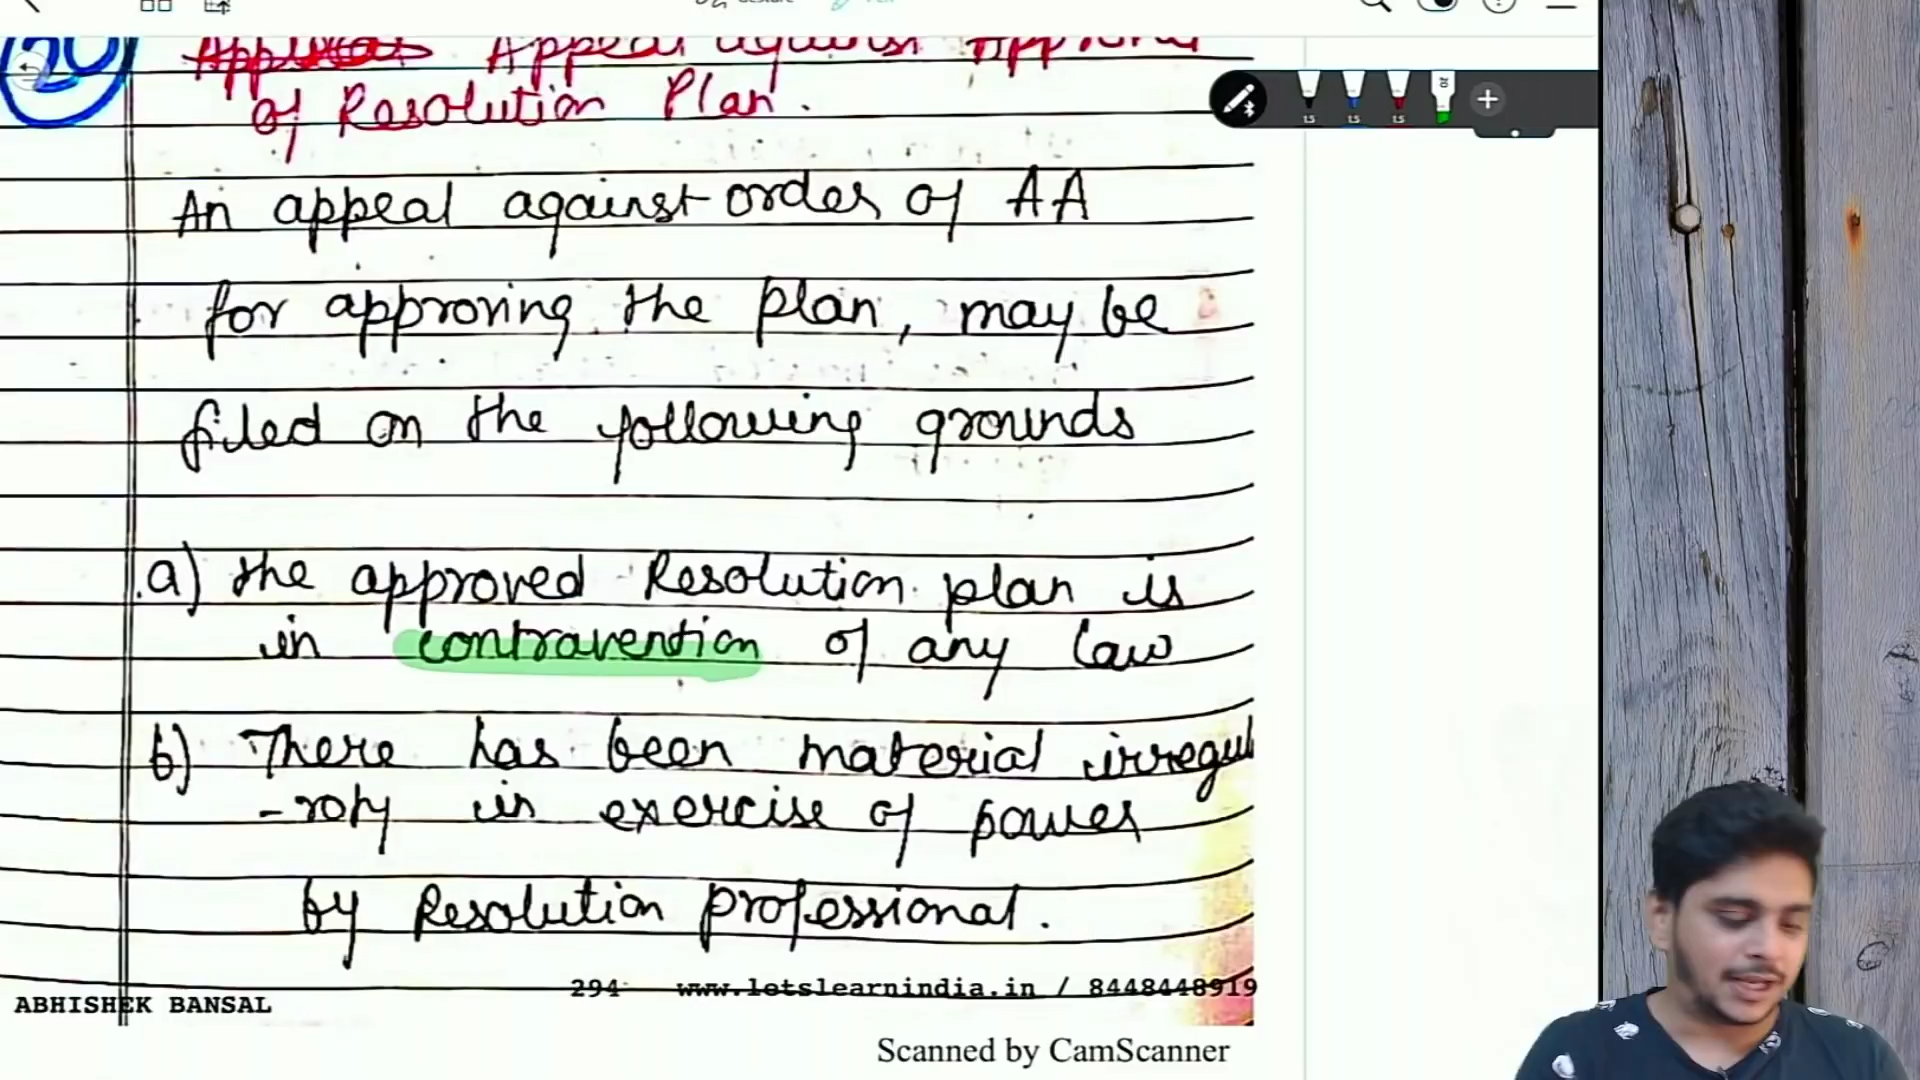 20 Appeal against
of Resolution Plan.
An appeal against order of AA
for approving the plan, may be
filed on the following grounds
a) the approved Resolution plan is
in contravention of any law
b) There has been material irregul
-roty in exercise of power
by Resolution professional.
ABHISHEK BANSAL 294 www.letslearnindia.in / 8448448919
Scanned by CamScanner